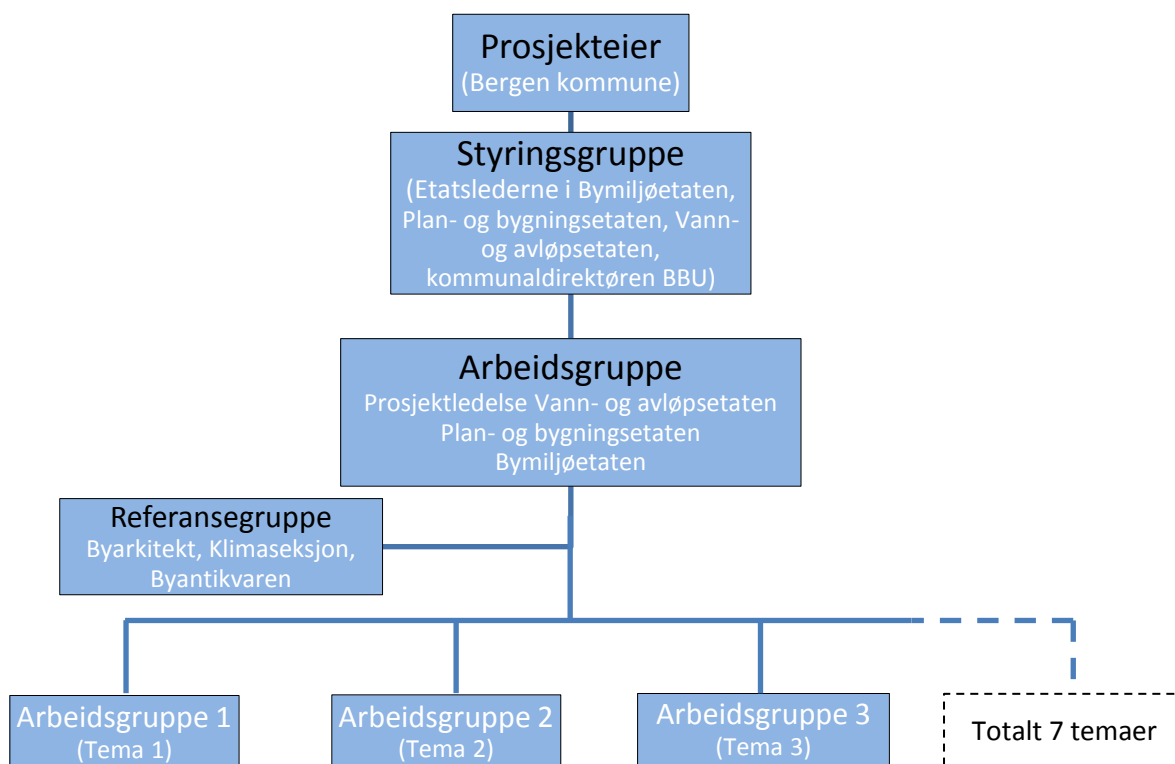 Prosjekteier
(Bergen kommune)
Styringsgruppe
(Etatslederne i Bymiljøetaten,
Plan- og bygningsetaten, Vann-
og avløpsetaten,
kommunaldirektøren BBU)
Arbeidsgruppe
Prosjektledelse Vann- og avløpsetaten
Plan- og bygningsetaten
Bymiljøetaten
Referansegruppe
Byarkitekt, Klimaseksjon,
Byantikvaren
Arbeidsgruppe 1
(Tema 1)
Arbeidsgruppe 2
(Tema 2)
Arbeidsgruppe 3
(Tema 3)
Totalt 7 temaer